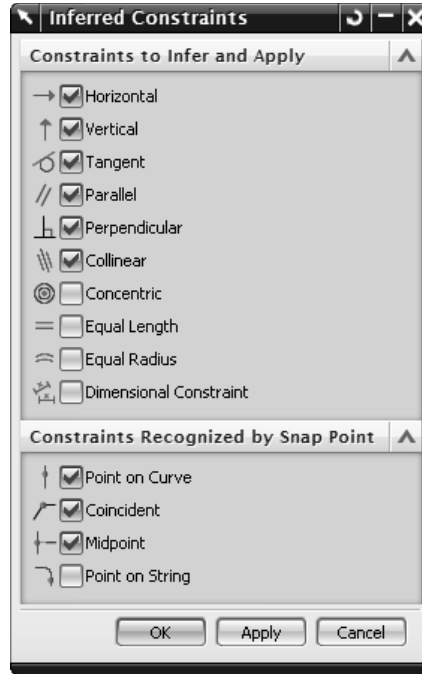 Inferred Constraints
Constraints to Infer and Apply
Horizontal
Vertical
Tangent
Parallel
Perpendicular
Collinear
Concentric
Equal Length
Equal Radius
Dimensional Constraint
Constraints Recognized by Snap Point
Point on Curve
Coincident
Midpoint
Point on String
OK Apply Cancel